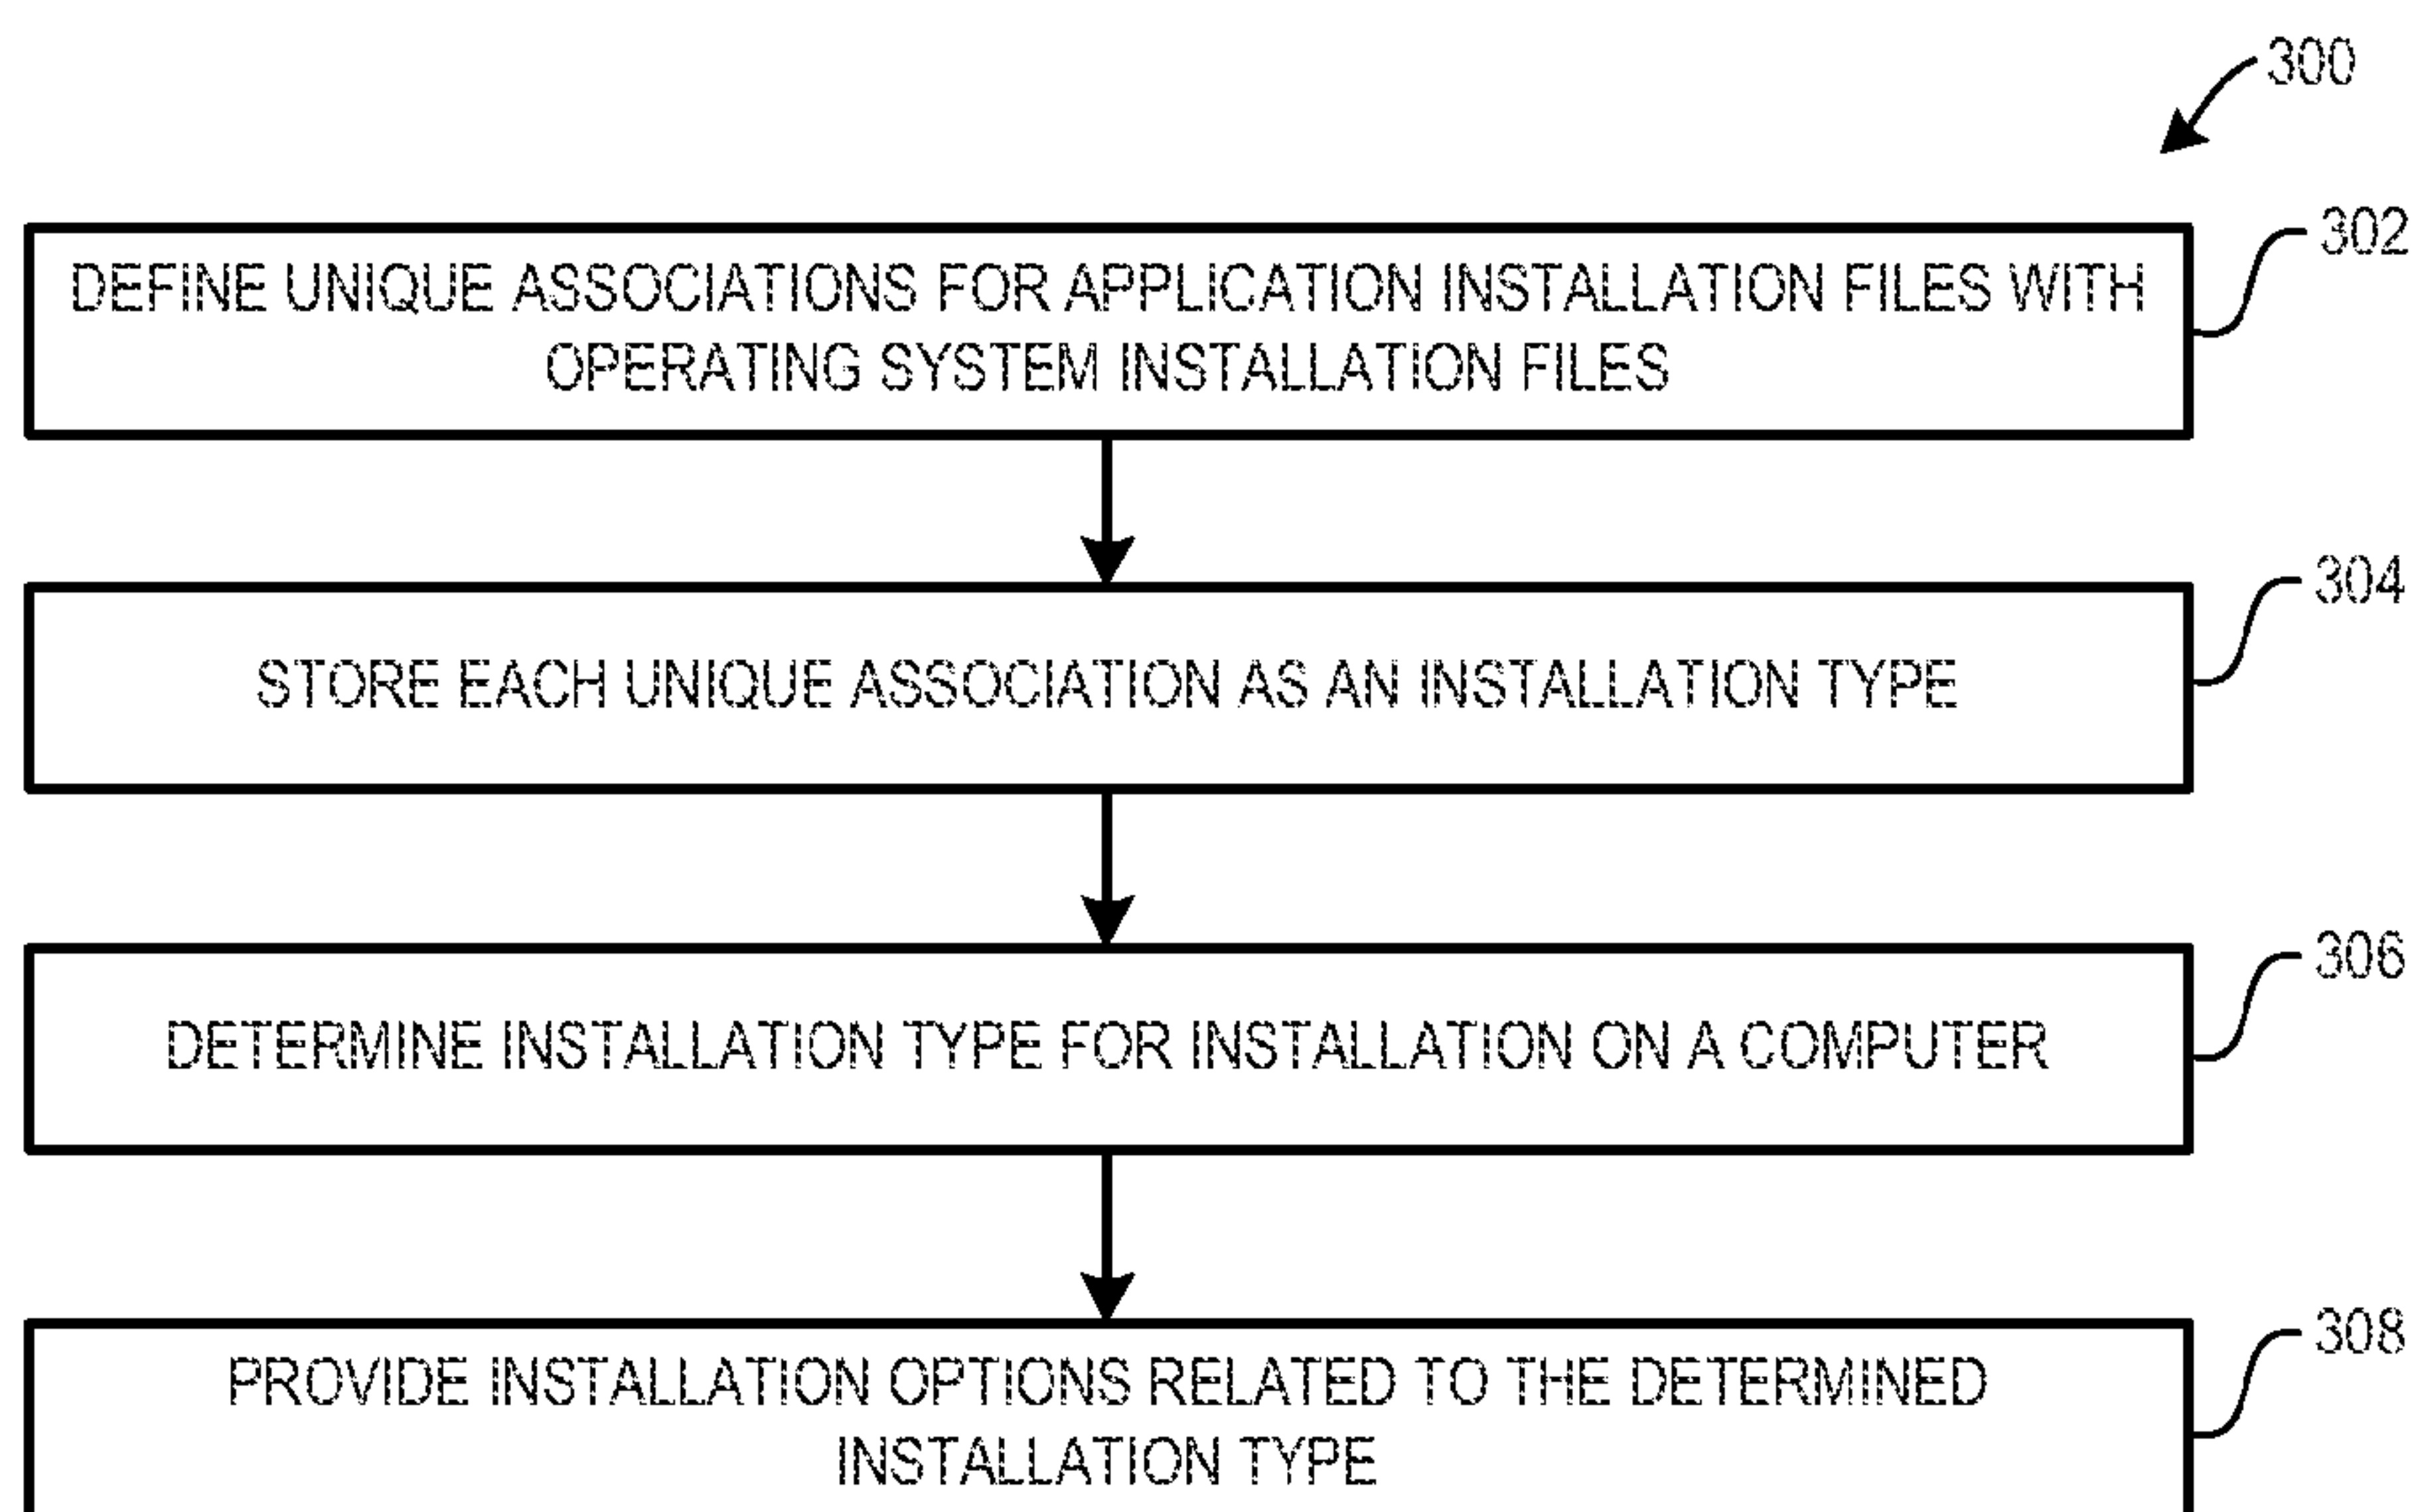 300
302
DEFINE UNIQUE ASSOCIATIONS FOR APPLICATION INSTALLATION FILES WITH
OPERATING SYSTEM INSTALLATION FILES
304
STORE EACH UNIQUE ASSOCIATION AS AN INSTALLATION TYPE
306
DETERMINE INSTALLATION TYPE FOR INSTALLATION ON A COMPUTER
308
PROVIDE INSTALLATION OPTIONS RELATED TO THE DETERMINED
INSTALLATION TYPE